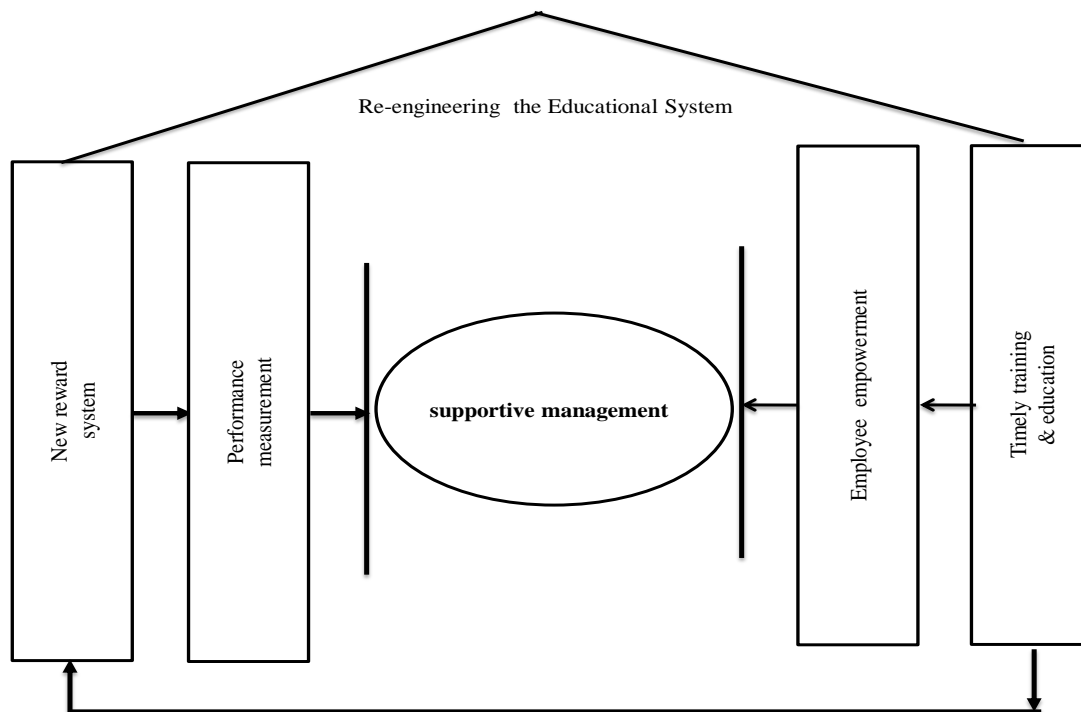 Re-engineering the Educational System
New reward
system
Performance
measurement
supportive management
Employee empowerment
Timely training
& education